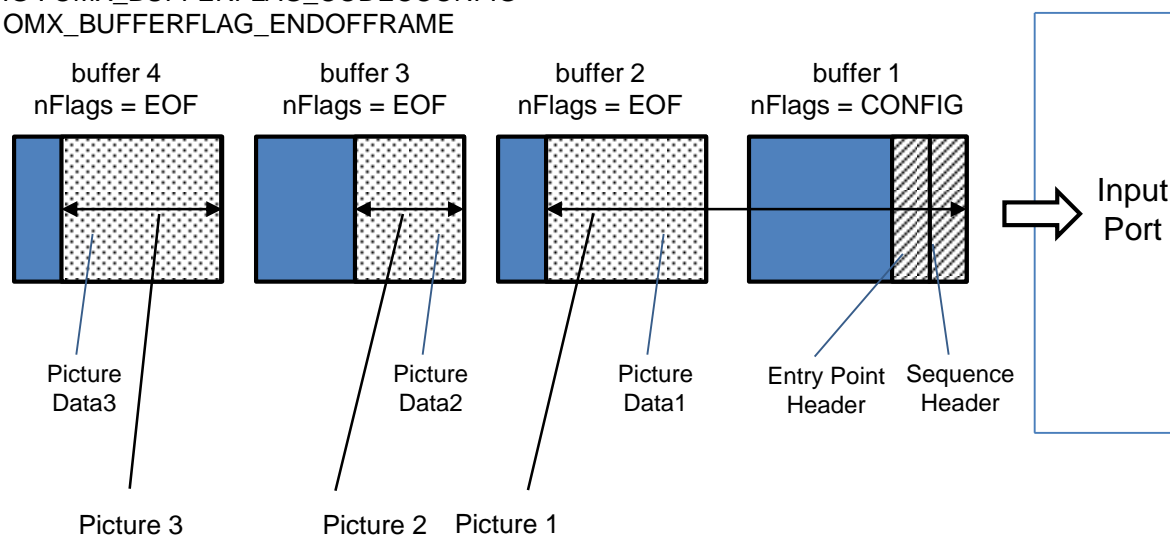 OMX_BUFFERFLAG_ENDOFFRAME
buffer 4
nFlags = EOF
buffer 3
nFlags = EOF
buffer 2
nFlags = EOF
buffer 1
nFlags = CONFIG
Input
Port
Picture
Data3
Picture
Data2
Picture
Data1
Entry Point
Header
Sequence
Header
Picture 3
Picture 2
Picture 1